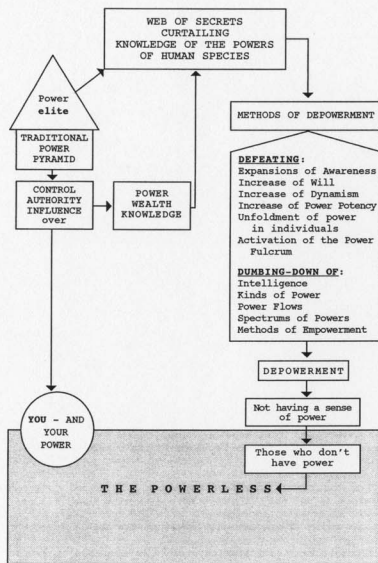 WEB OF SECRETS
CURTAILING
KNOWLEDGE OF THE POWERS
OF HUMAN SPECIES
Power
elite
TRADITIONAL
POWER
PYRAMID
CONTROL
AUTHORITY
INFLUENCE
over
POWER
WEALTH
KNOWLEDGE
METHODS OF DEPOWERMENT
DEFEATING:
Expansions of Awareness
Increase of Will
Increase of Dynamism
Increase of Power Potency
Unfoldment of power
in individuals
Activation of the Power
Fulcrum
DUMBING-DOWN OF:
Intelligence
Kinds of Power
Power Flows
Spectrums of Powers
Methods of Empowerment
DEPOWERMENT
Not having a sense
of power
YOU - AND
YOUR
POWER
Those who don't
have power
THE POWERLESS